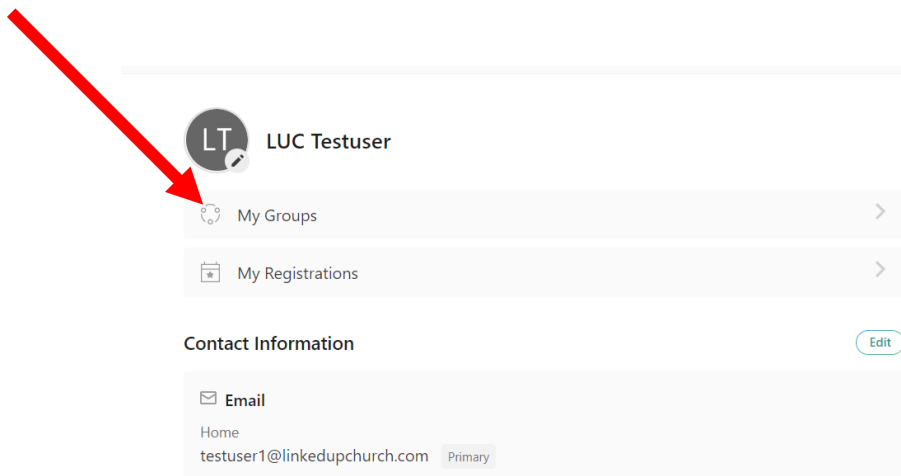 LT
LUC Testuser
My Groups
My Registrations
Contact Information
Edit
Email
Home
testuser1@linkedupchurch.com Primary